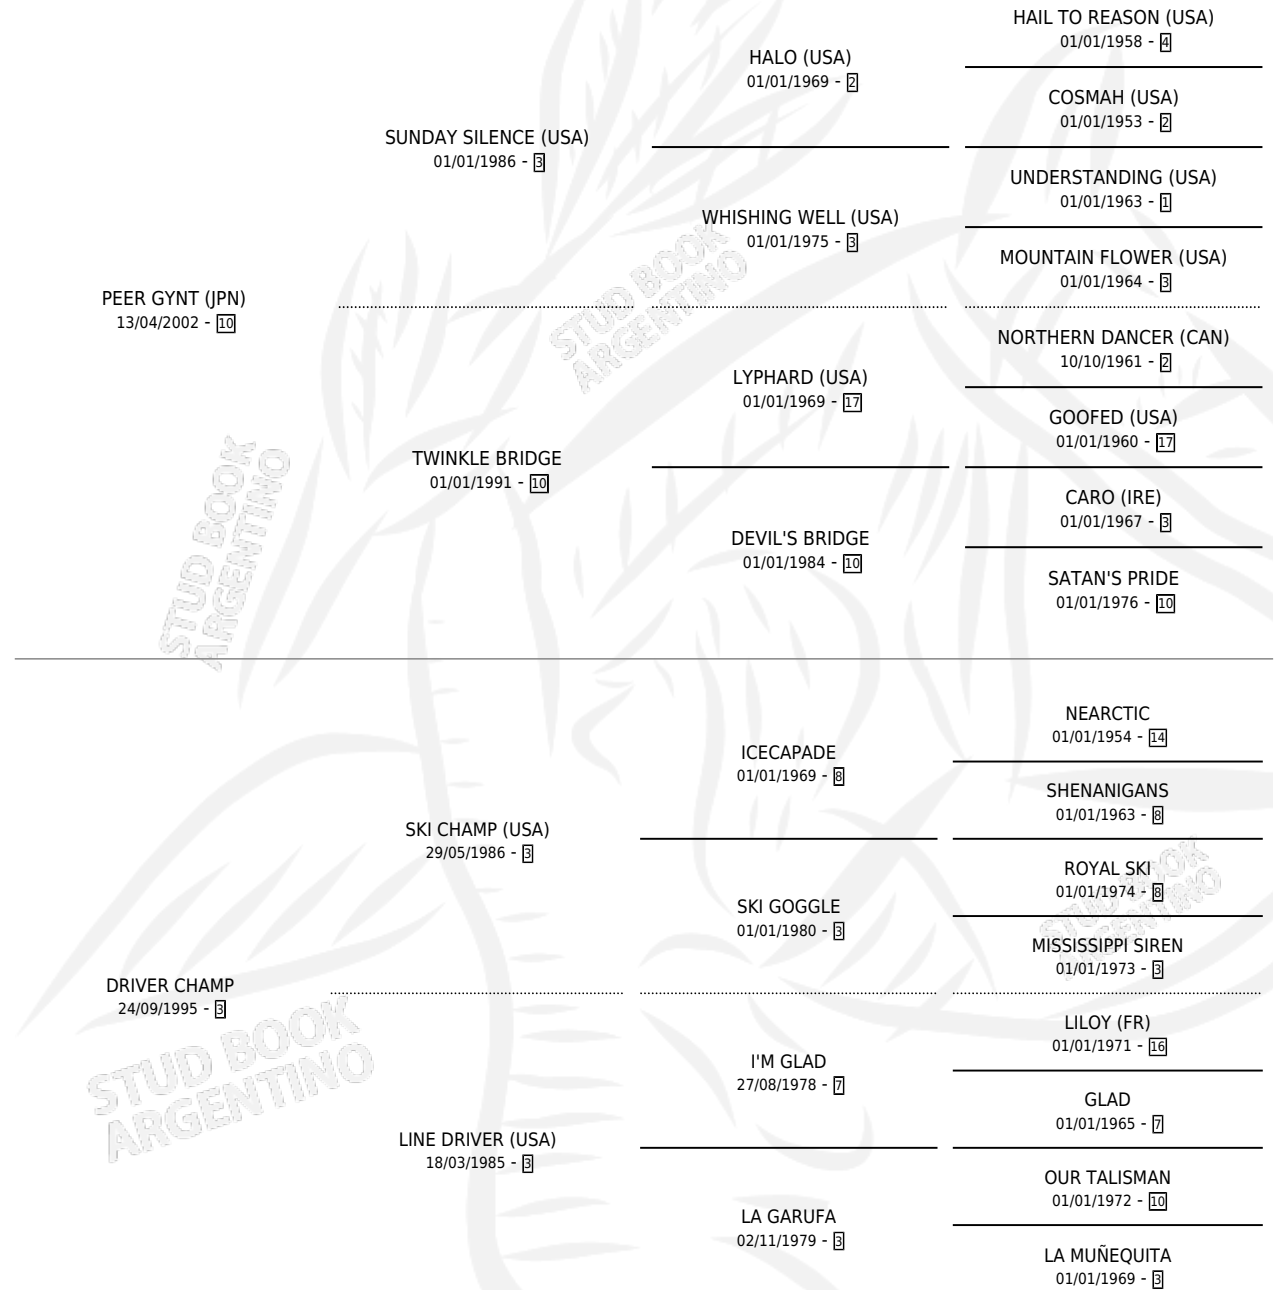 HAIL TO REASON (USA)
01/01/1958 - 4
HALO (USA)
01/01/1969 - 2
COSMAH (USA)
01/01/1953 - 2
SUNDAY SILENCE (USA)
01/01/1986 - 3
UNDERSTANDING (USA)
01/01/1963 - 1
WHISHING WELL (USA)
01/01/1975 - 3
MOUNTAIN FLOWER (USA)
01/01/1964 - 3
PEER GYNT (JPN)
13/04/2002 - 10
NORTHERN DANCER (CAN)
10/10/1961 - 2
LYPHARD (USA)
01/01/1969 - 17
GOOFED (USA)
01/01/1960 - 17
TWINKLE BRIDGE
01/01/1991 - 10
CARO (IRE)
01/01/1967 - 3
DEVIL'S BRIDGE
01/01/1984 - 10
SATAN'S PRIDE
01/01/1976 - 10
NEARCTIC
01/01/1954 - 14
ICECAPADE
01/01/1969 - 8
SHENANIGANS
01/01/1963 - 8
SKI CHAMP (USA)
29/05/1986 - 3
ROYAL SKI
01/01/1974 - 8
SKI GOGGLE
01/01/1980 - 3
MISSISSIPPI SIREN
01/01/1973 - 3
DRIVER CHAMP
24/09/1995 - 3
LILOY (FR)
01/01/1971 - 16
I'M GLAD
27/08/1978 - 7
GLAD
01/01/1965 - 7
LINE DRIVER (USA)
18/03/1985 - 3
OUR TALISMAN
01/01/1972 - 10
LA GARUFA
02/11/1979 - 3
LA MUÑEQUITA
01/01/1969 - 3
STUD BOOK
ARGENTINO
STUD BOOK
ARGENTINO
STUD BOOK
ARGENTINO
STUD BOOK
ARGENTINO